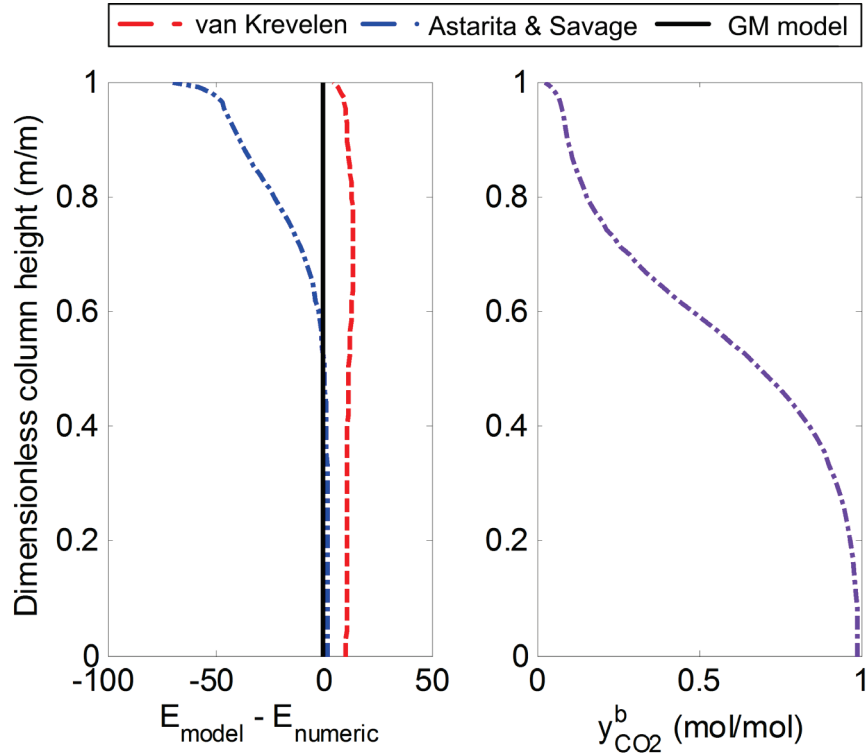 van Krevelen Astarita & Savage GM model
Dimensionless column height (m/m)
1
0.8
0.6
0.4
0.2
0
-100 -50 0 50
E_model - E_numeric
1
0.8
0.6
0.4
0.2
0
0 0.5 1
y^b_CO2 (mol/mol)